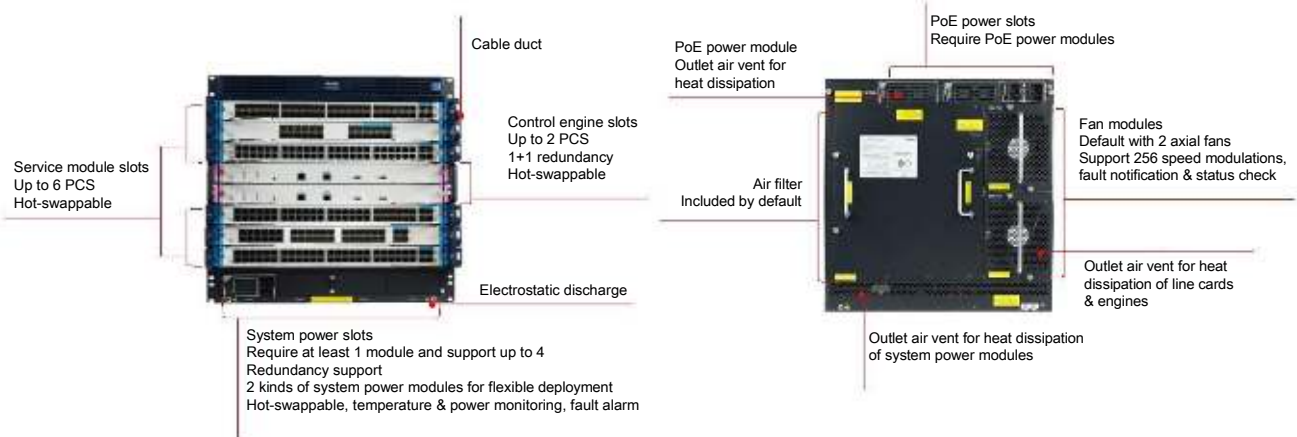 Cable duct
Service module slots
Up to 6 PCS
Hot-swappable
Control engine slots
Up to 2 PCS
1+1 redundancy
Hot-swappable
Electrostatic discharge
System power slots
Require at least 1 module and support up to 4
Redundancy support
2 kinds of system power modules for flexible deployment
Hot-swappable, temperature & power monitoring, fault alarm
PoE power slots
Require PoE power modules
PoE power module
Outlet air vent for
heat dissipation
Air filter
Included by default
Fan modules
Default with 2 axial fans
Support 256 speed modulations,
fault notification & status check
Outlet air vent for heat
dissipation of line cards
& engines
Outlet air vent for heat dissipation
of system power modules